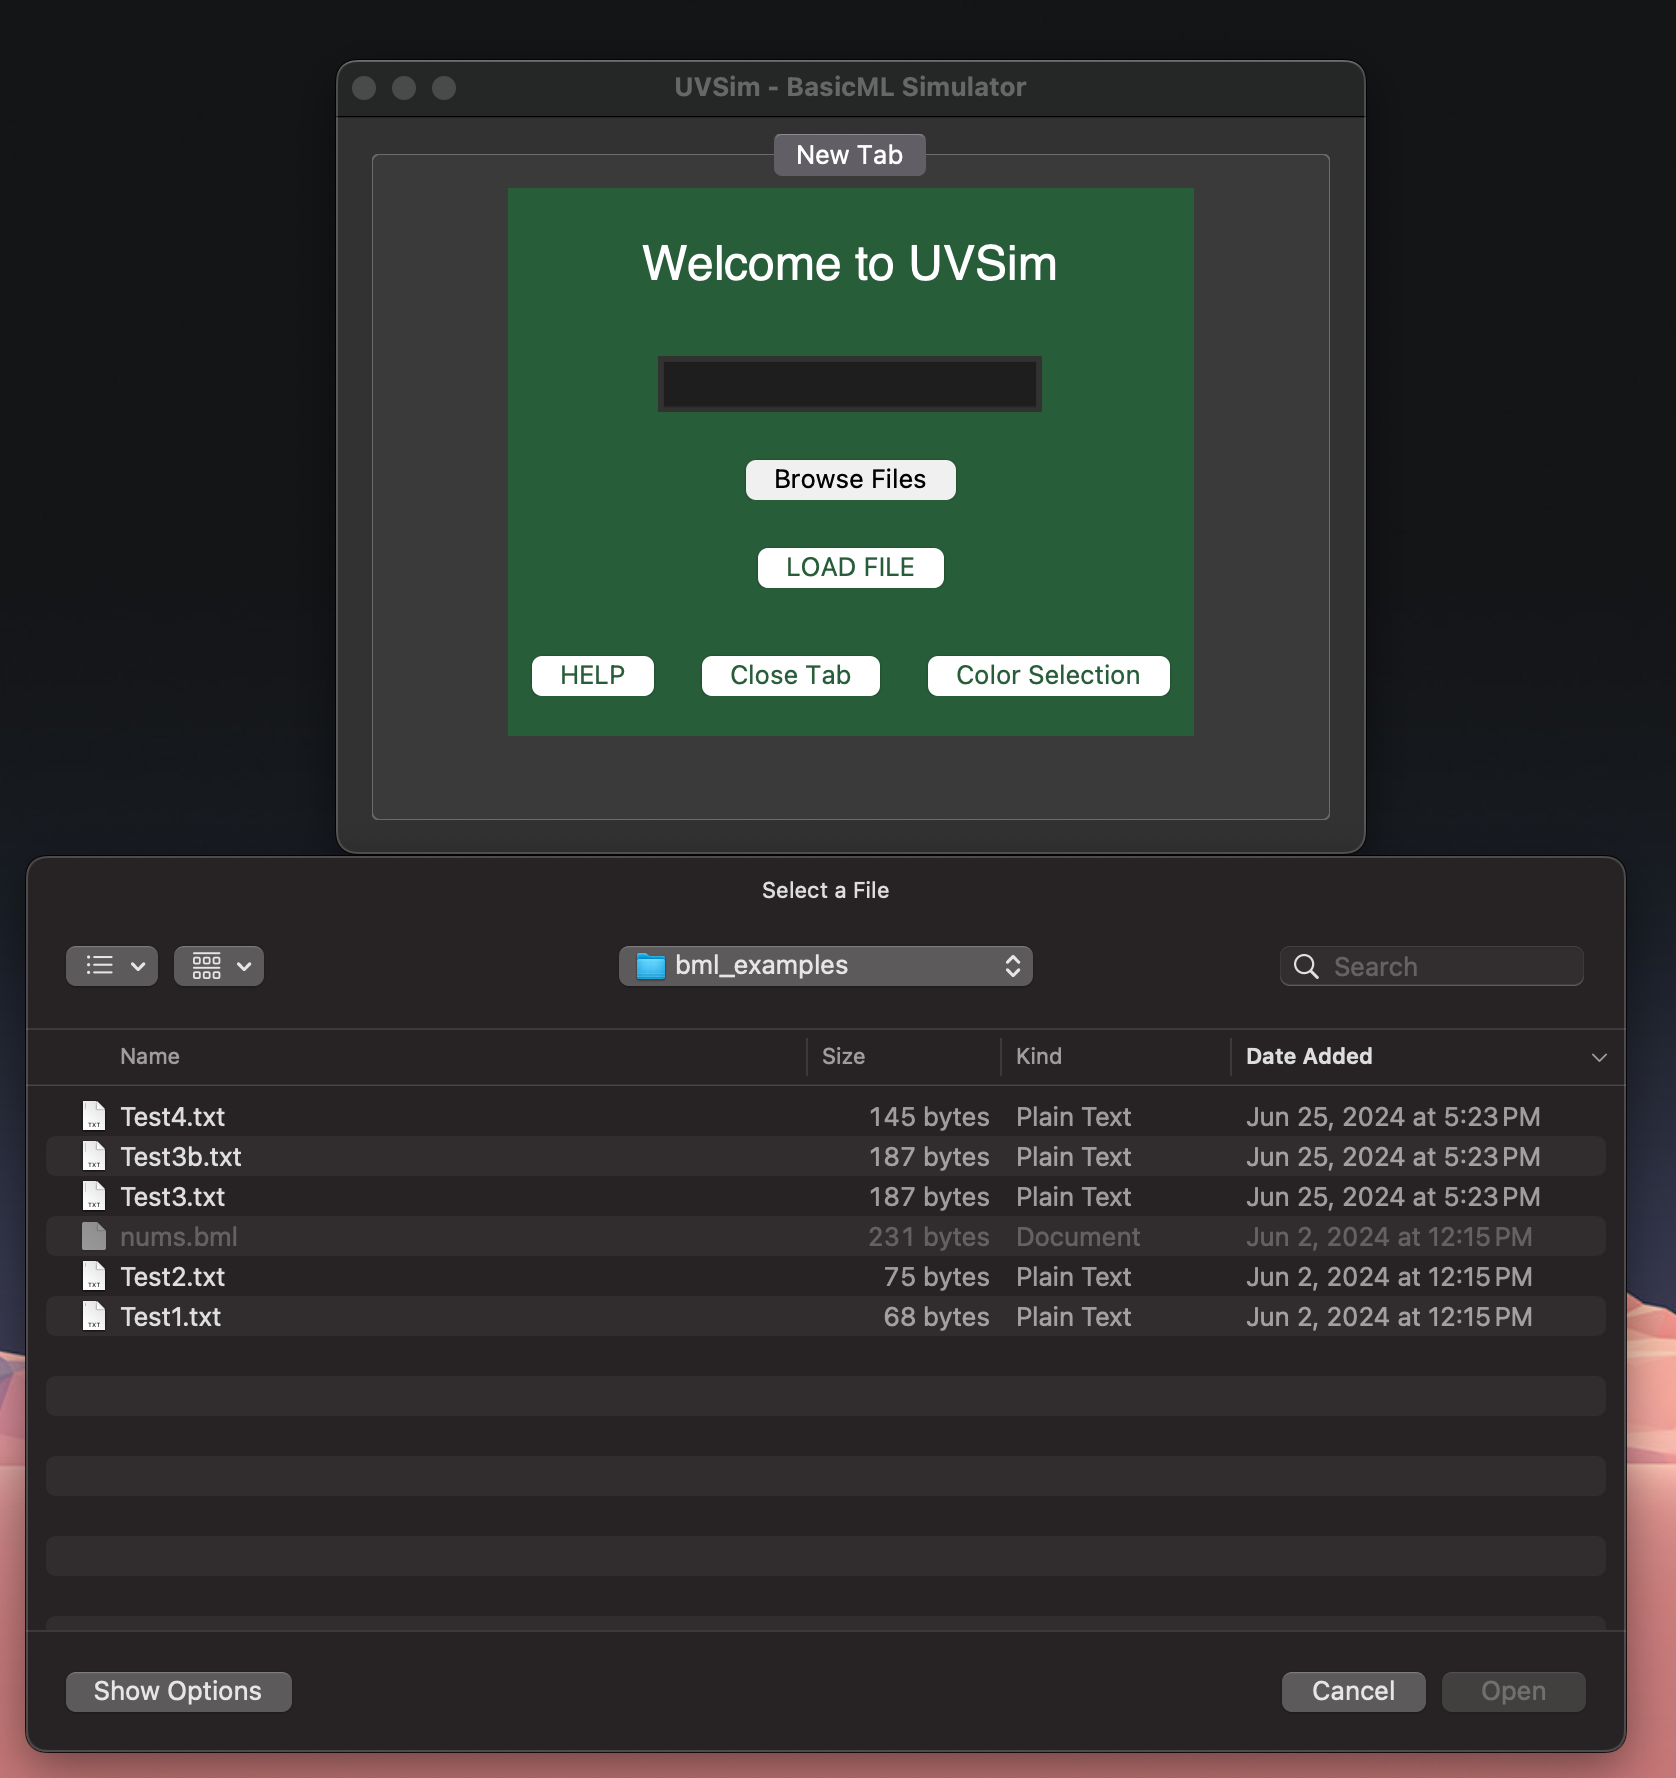 UVSim - BasicML Simulator
New Tab
Welcome to UVSim
Browse Files
LOAD FILE
HELP Close Tab Color Selection
Select a File
bml_examples Search
Name Size Kind Date Added
Test4.txt 145 bytes Plain Text Jun 25, 2024 at 5:23 PM
Test3b.txt 187 bytes Plain Text Jun 25, 2024 at 5:23 PM
Test3.txt 187 bytes Plain Text Jun 25, 2024 at 5:23 PM
nums.bml 231 bytes Document Jun 2, 2024 at 12:15 PM
Test2.txt 75 bytes Plain Text Jun 2, 2024 at 12:15 PM
Test1.txt 68 bytes Plain Text Jun 2, 2024 at 12:15 PM
Show Options Cancel Open